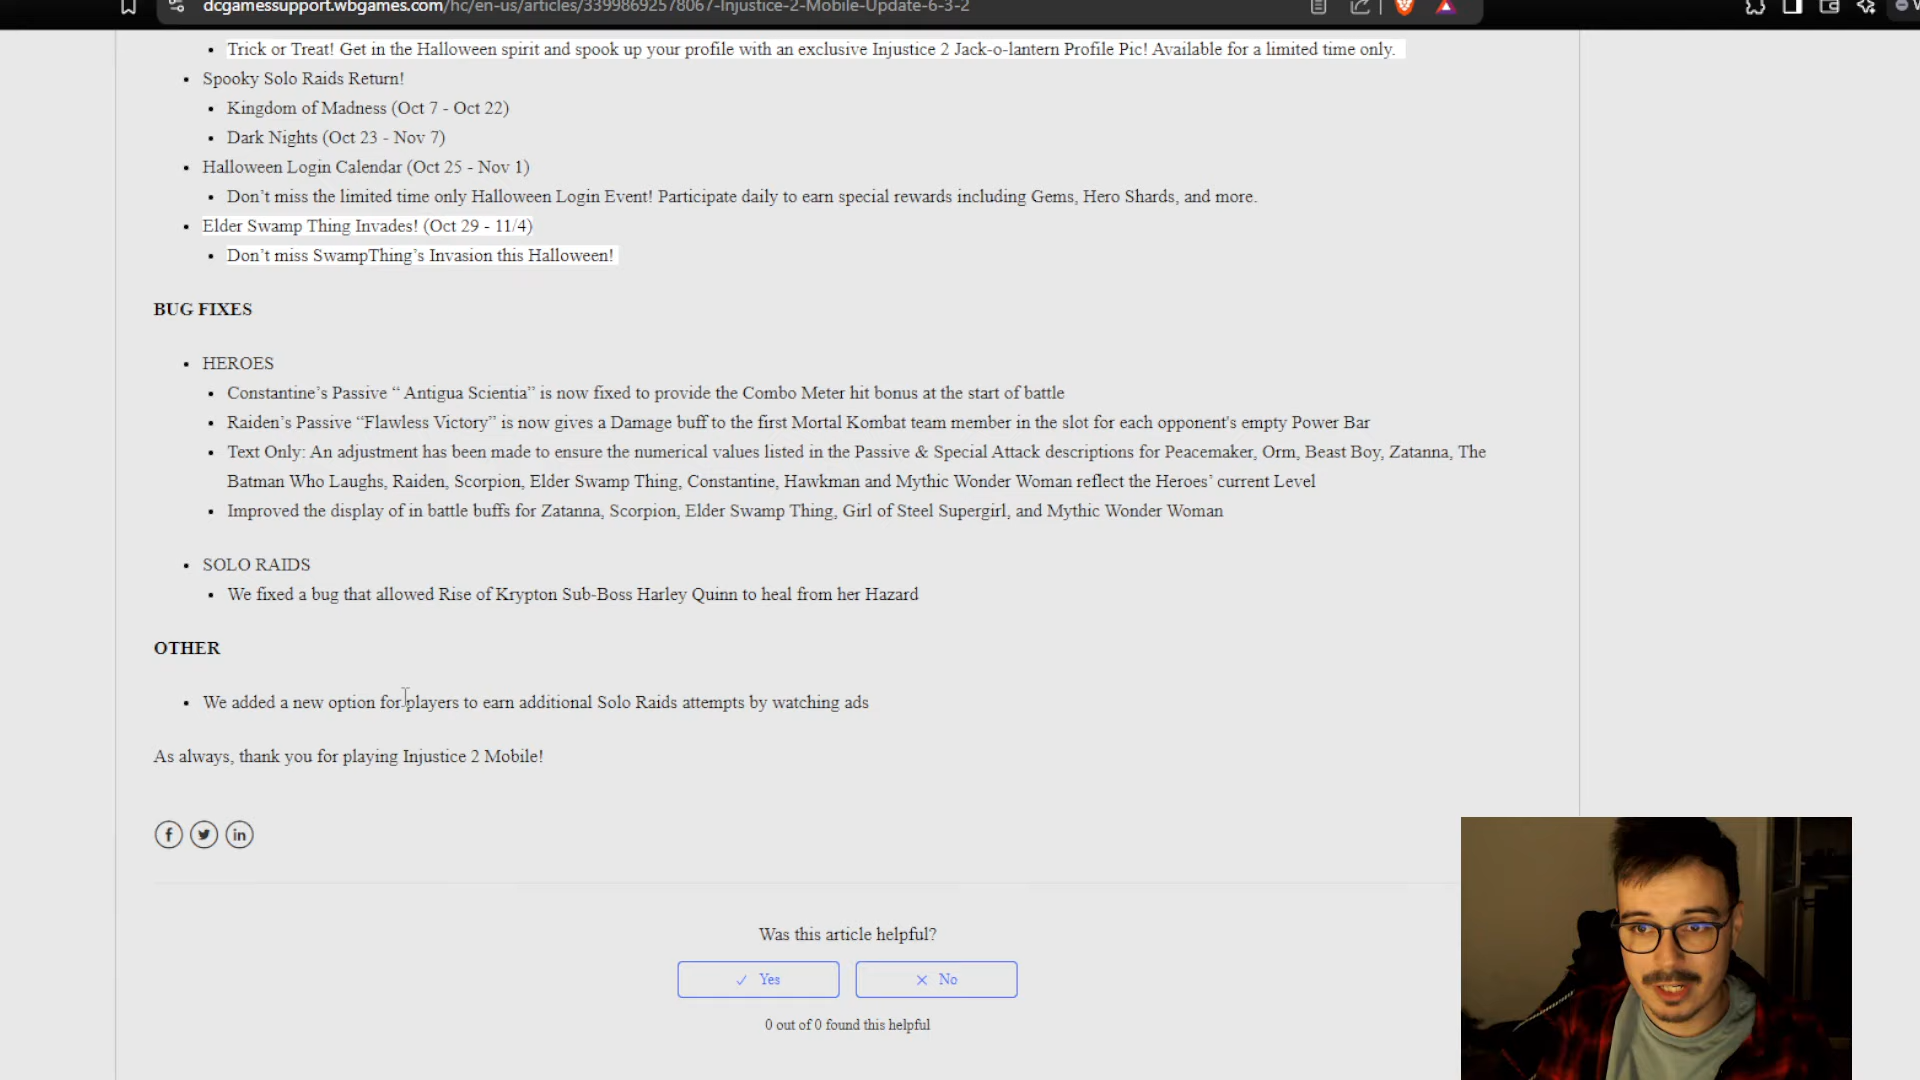 dcgamessupport.wbgames.com/hc/en-us/articles/33998692578067-Injustice-2-Mobile-Update-6-3-2
Trick or Treat! Get in the Halloween spirit and spook up your profile with an exclusive Injustice 2 Jack-o-lantern Profile Pic! Available for a limited time only.
Spooky Solo Raids Return!
Kingdom of Madness (Oct 7 - Oct 22)
Dark Nights (Oct 23 - Nov 7)
Halloween Login Calendar (Oct 25 - Nov 1)
Don’t miss the limited time only Halloween Login Event! Participate daily to earn special rewards including Gems, Hero Shards, and more.
Elder Swamp Thing Invades! (Oct 29 - 11/4)
Don’t miss SwampThing’s Invasion this Halloween!
BUG FIXES
HEROES
Constantine’s Passive “ Antigua Scientia” is now fixed to provide the Combo Meter hit bonus at the start of battle
Raiden’s Passive “Flawless Victory” is now gives a Damage buff to the first Mortal Kombat team member in the slot for each opponent's empty Power Bar
Text Only: An adjustment has been made to ensure the numerical values listed in the Passive & Special Attack descriptions for Peacemaker, Orm, Beast Boy, Zatanna, The
Batman Who Laughs, Raiden, Scorpion, Elder Swamp Thing, Constantine, Hawkman and Mythic Wonder Woman reflect the Heroes’ current Level
Improved the display of in battle buffs for Zatanna, Scorpion, Elder Swamp Thing, Girl of Steel Supergirl, and Mythic Wonder Woman
SOLO RAIDS
We fixed a bug that allowed Rise of Krypton Sub-Boss Harley Quinn to heal from her Hazard
OTHER
We added a new option for players to earn additional Solo Raids attempts by watching ads
As always, thank you for playing Injustice 2 Mobile!
Was this article helpful?
Yes
No
0 out of 0 found this helpful